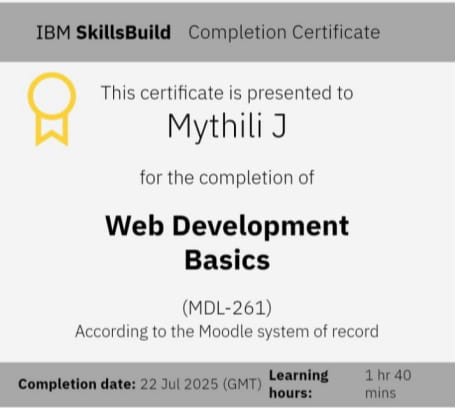 IBM SkillsBuild Completion Certificate
This certificate is presented to
Mythili J
for the completion of
Web Development
Basics
(MDL-261)
According to the Moodle system of record
Completion date: 22 Jul 2025 (GMT) Learning hours: 1 hr 40 mins